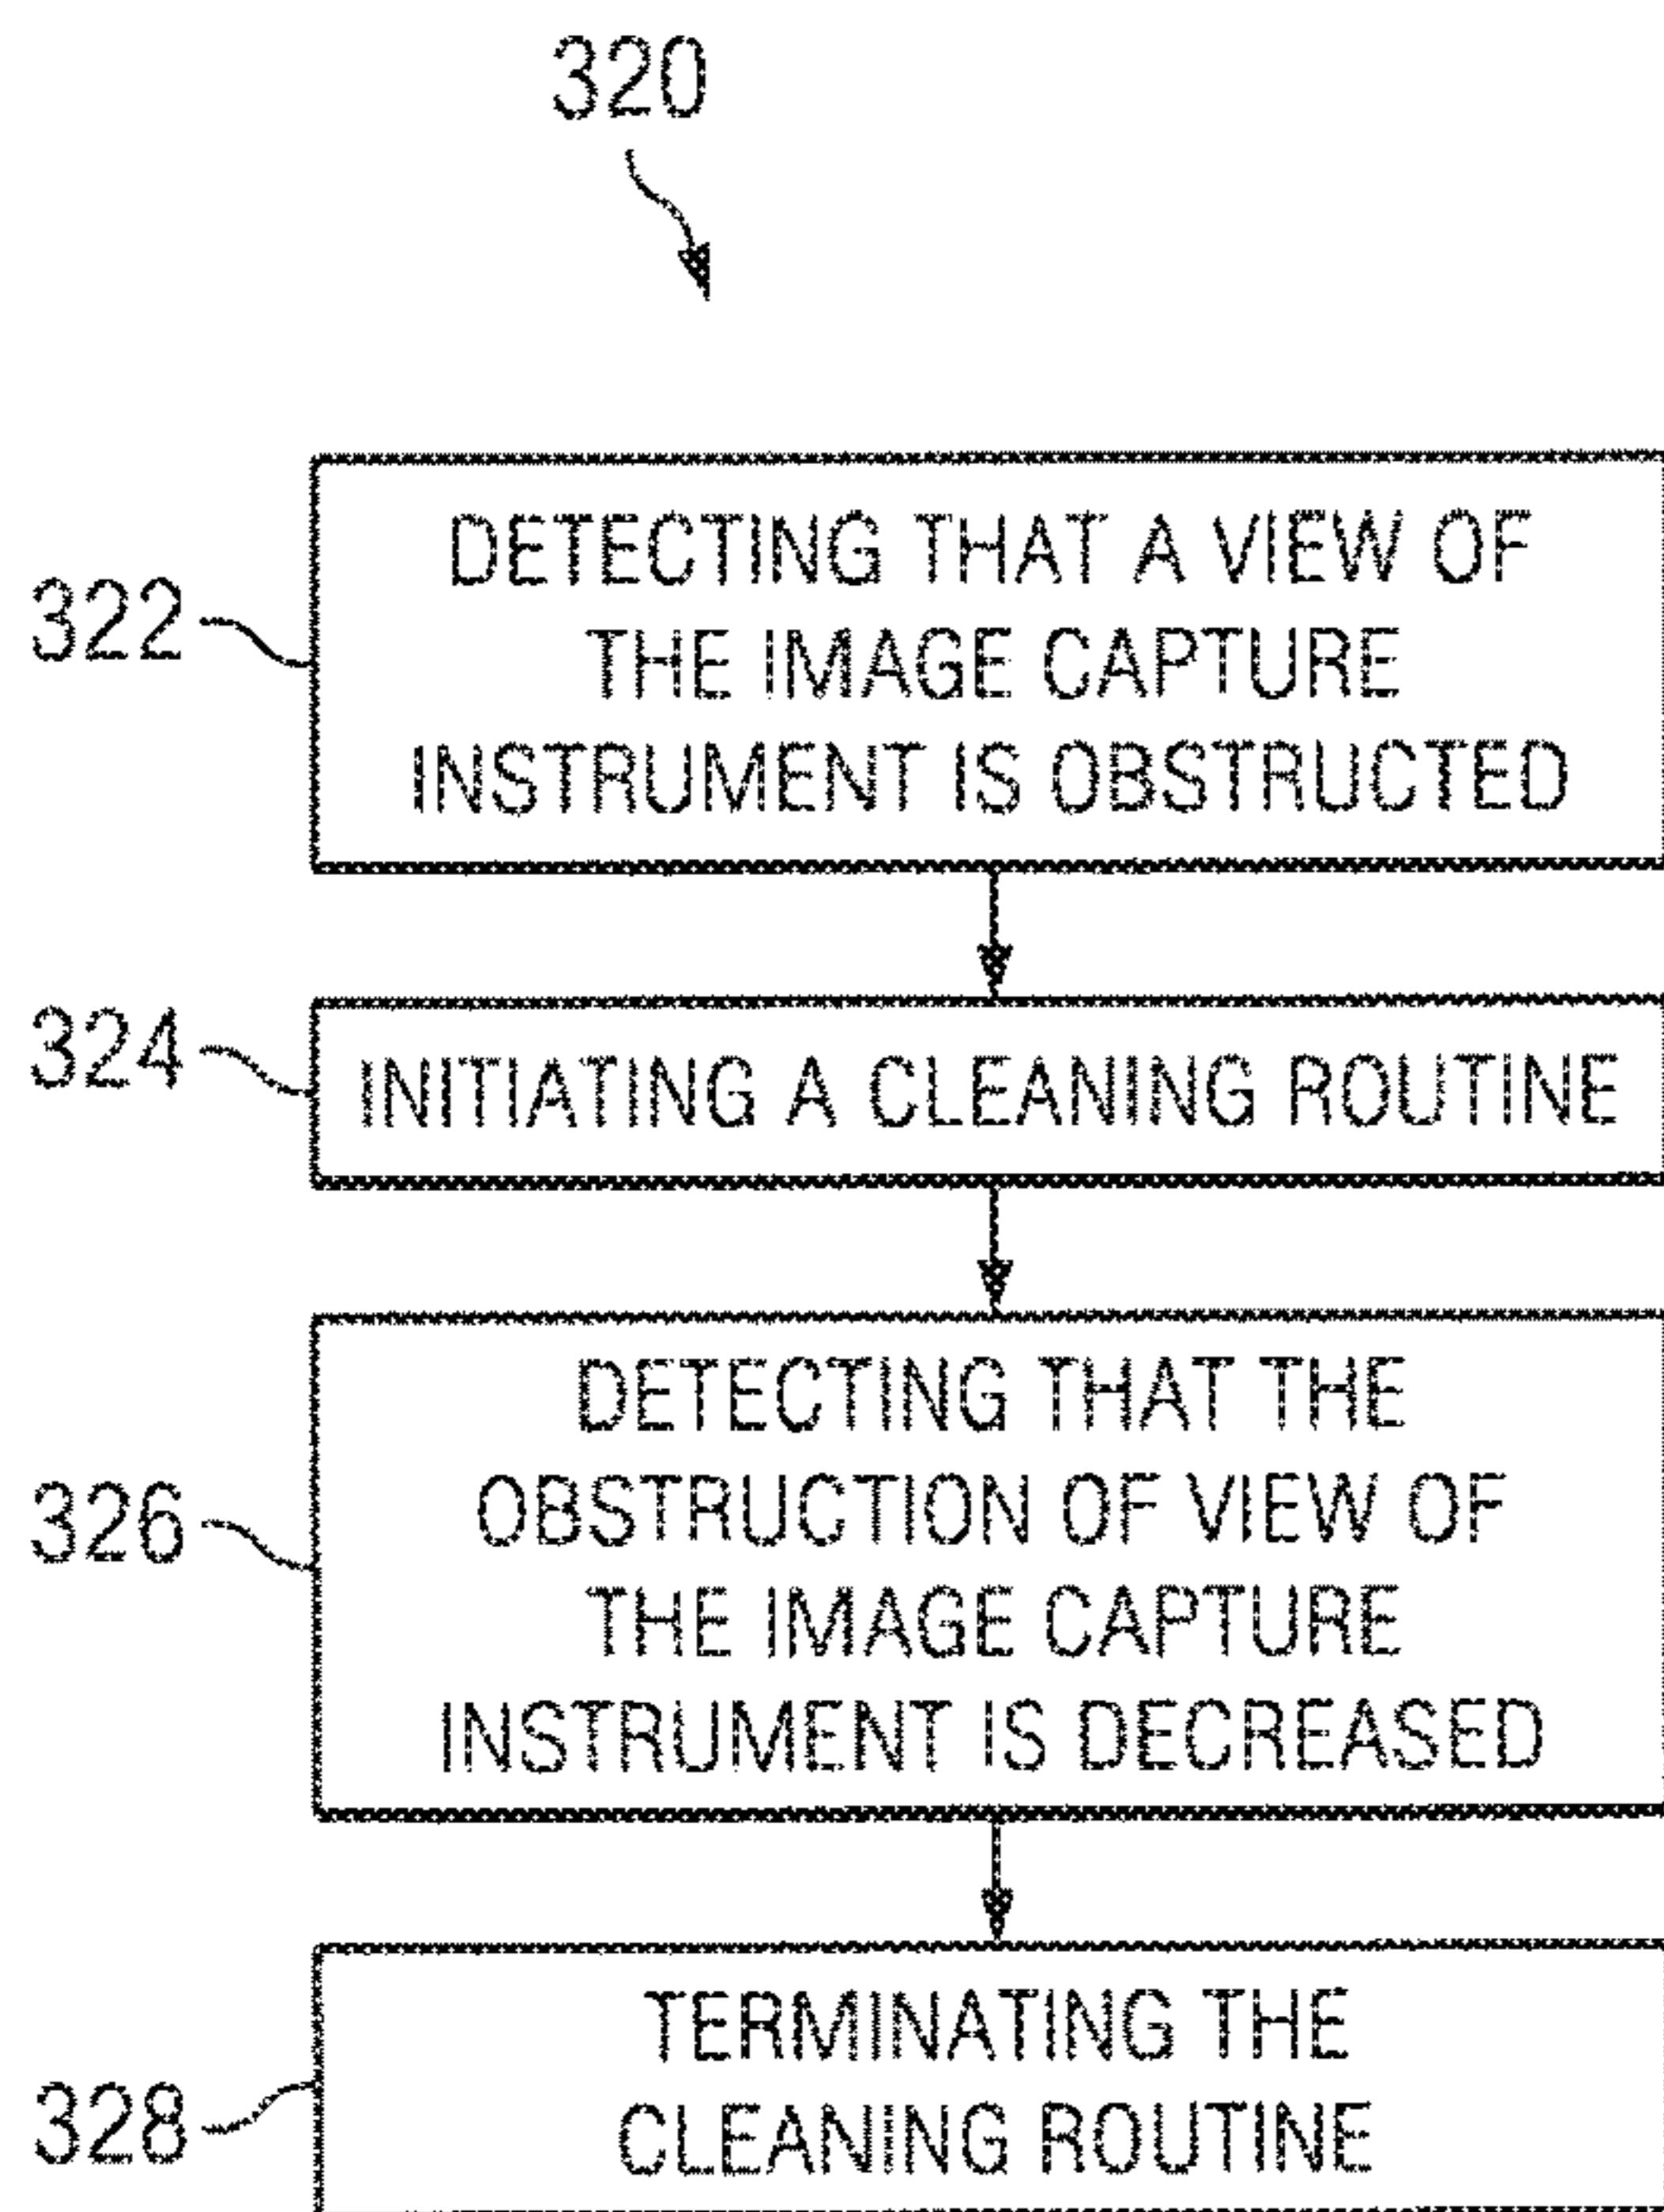 320
322
DETECTING THAT A VIEW OF
THE IMAGE CAPTURE
INSTRUMENT IS OBSTRUCTED
324
INITIATING A CLEANING ROUTINE
326
DETECTING THAT THE
OBSTRUCTION OF VIEW OF
THE IMAGE CAPTURE
INSTRUMENT IS DECREASED
328
TERMINATING THE
CLEANING ROUTINE